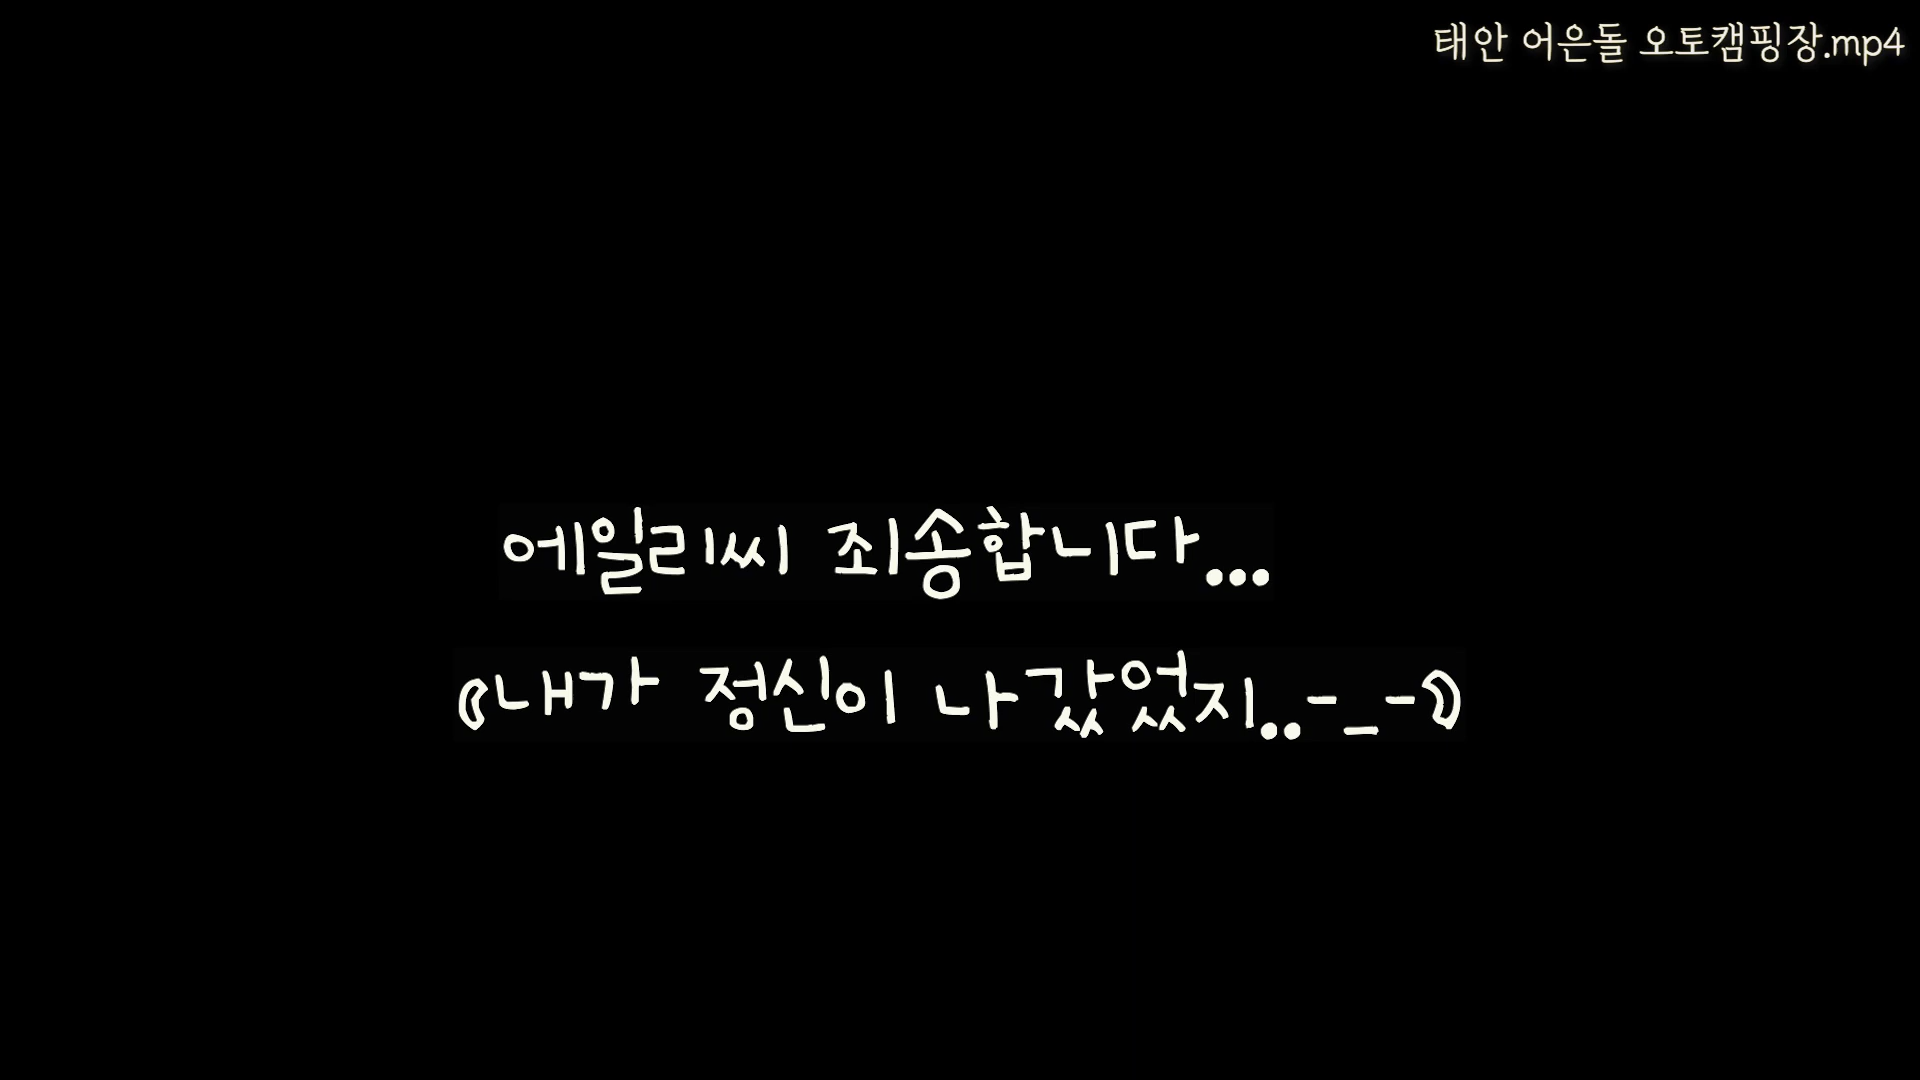 태안 어은돌 오토캠핑장.mp4
에일리씨 죄송합니다...
(내가 정신이 나갔었지..-_-)